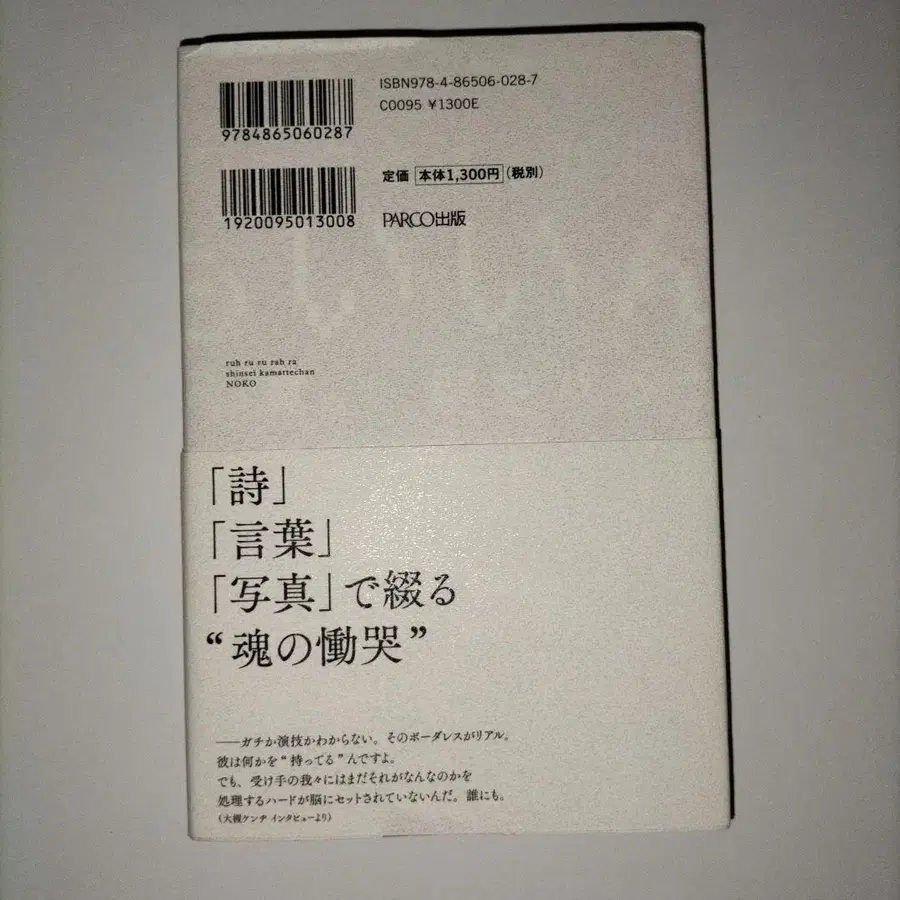 ISBN978-4-86506-028-7
C0095 ¥1300E
9784865060287
定価 本体1,300円(税別)
1920095013008
PARCO出版
ruh ru ru rah ra
shinsei kamattechan
NOKO
「詩」
「言葉」
「写真」で綴る
“魂の慟哭”
──ガチか演技かわからない。そのボーダレスがリアル。
彼は何かを“持ってる”んですよ。
でも、受け手の我々にはまだそれがなんなのかを
処理するハードが脳にセットされていないんだ。誰にも。
(大槻ケンヂ インタビューより)